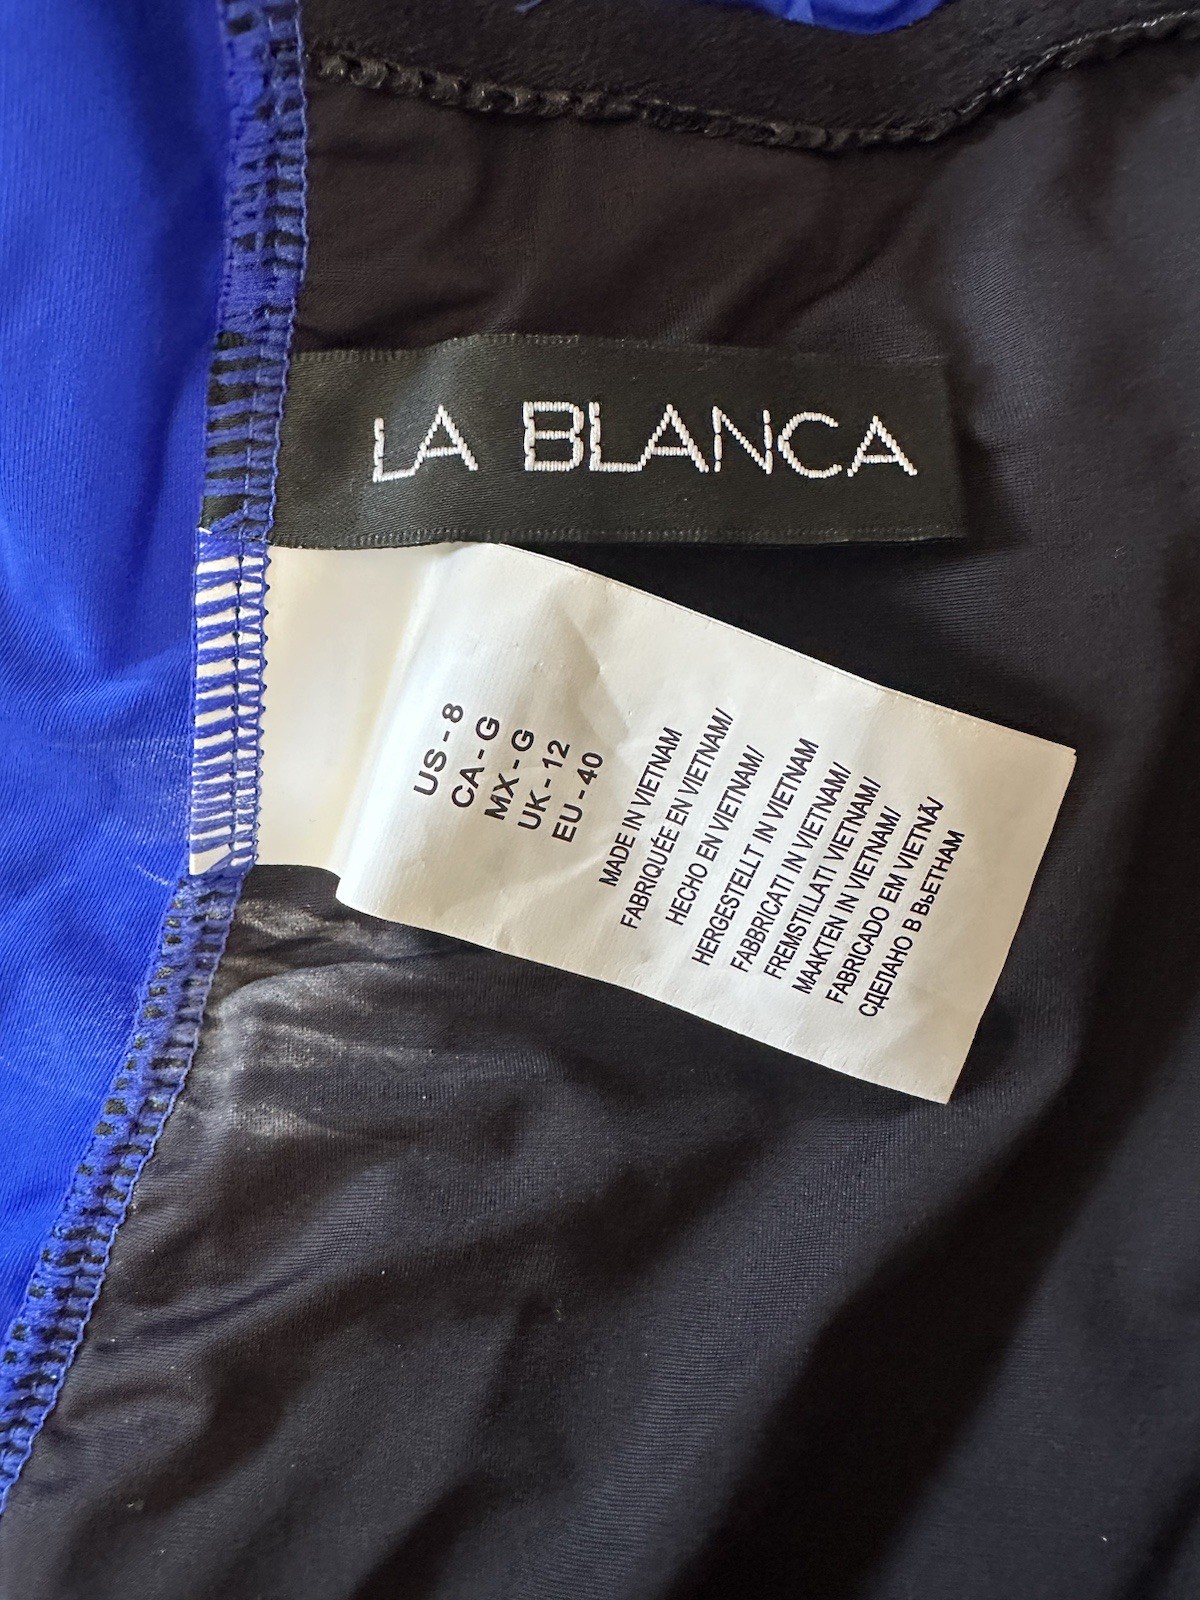 LA BLANCA
US - 8
CA - G
MX - G
UK - 12
EU - 40
MADE IN VIETNAM
FABRIQUÉE EN VIETNAM/
HECHO EN VIETNAM/
HERGESTELLT IN VIETNAM
FABBRICATI IN VIETNAM/
FREMSTILLATI VIETNAM/
MAAKTEN IN VIETNAM/
FABRICADO EM VIETNÃ/
СДЕЛАНО В ВЬЕТНАМ